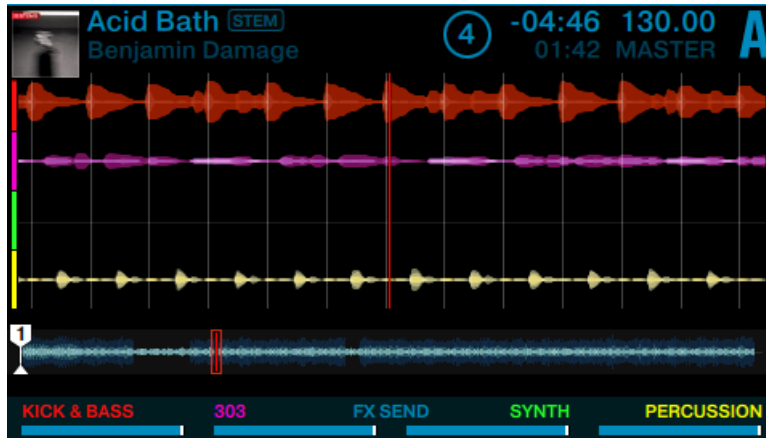 Acid Bath STEM
Benjamin Damage
4
-04:46 130.00
01:42 MASTER
A
1
KICK & BASS 303 FX SEND SYNTH PERCUSSION